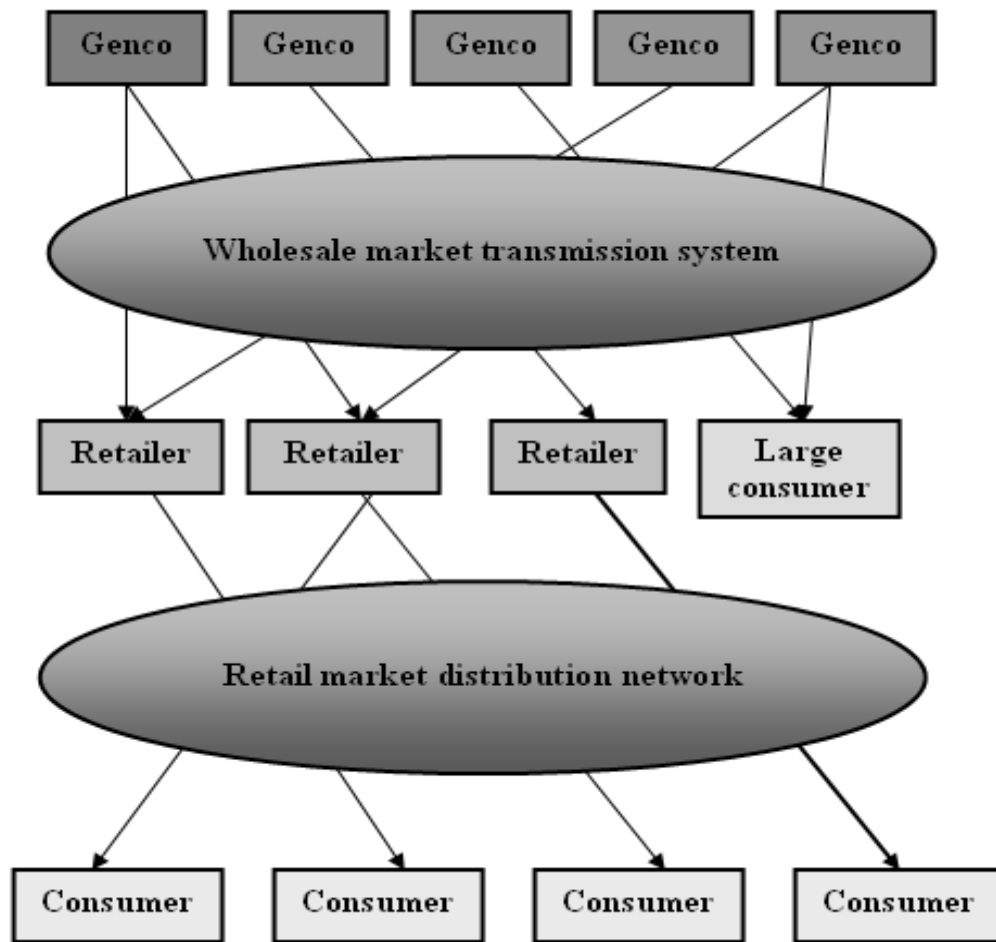 Genco
Genco
Genco
Genco
Genco
Wholesale market transmission system
Retailer
Retailer
Retailer
Large
consumer
Retail market distribution network
Consumer
Consumer
Consumer
Consumer